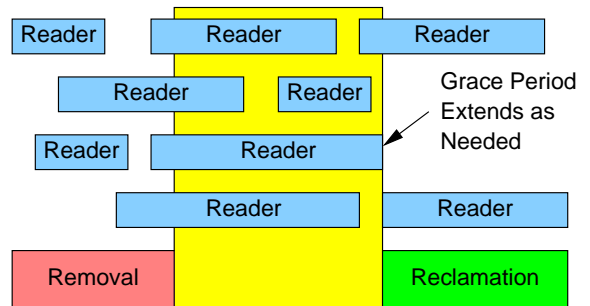 Reader
Reader
Reader
Reader
Reader
Grace Period
Extends as
Needed
Reader
Reader
Reader
Reader
Removal
Reclamation